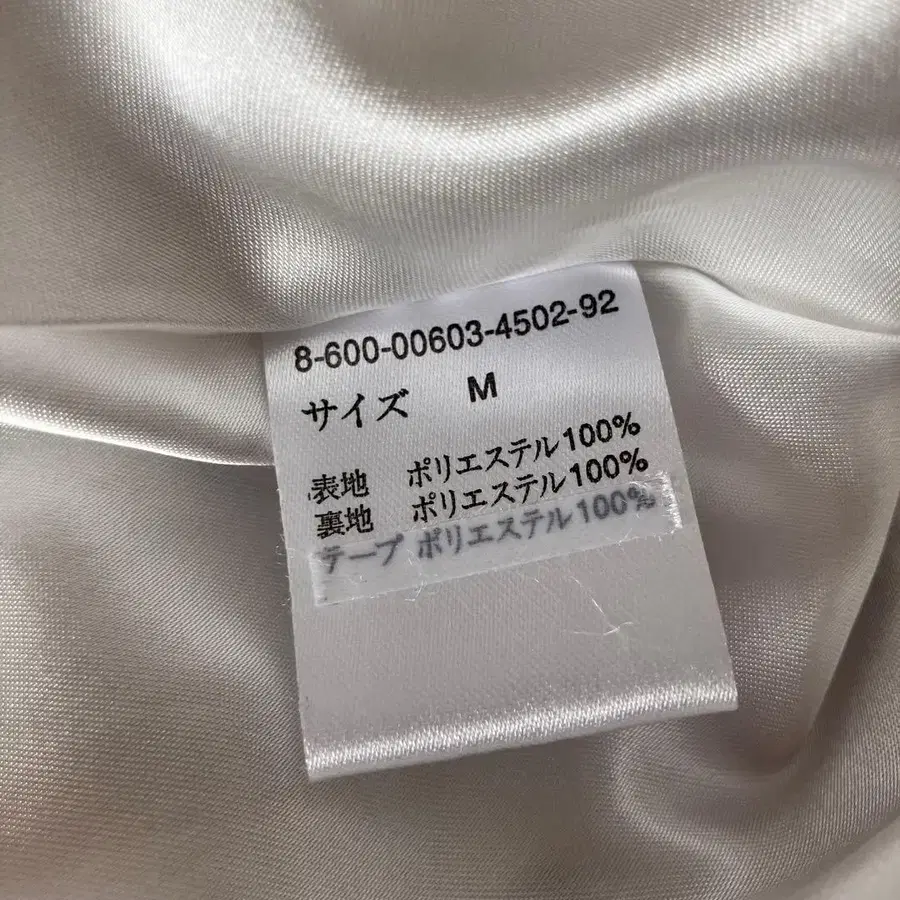 8-600-00603-4502-92
サイズ M
表地 ポリエステル100%
裏地 ポリエステル100%
テープ ポリエステル100%